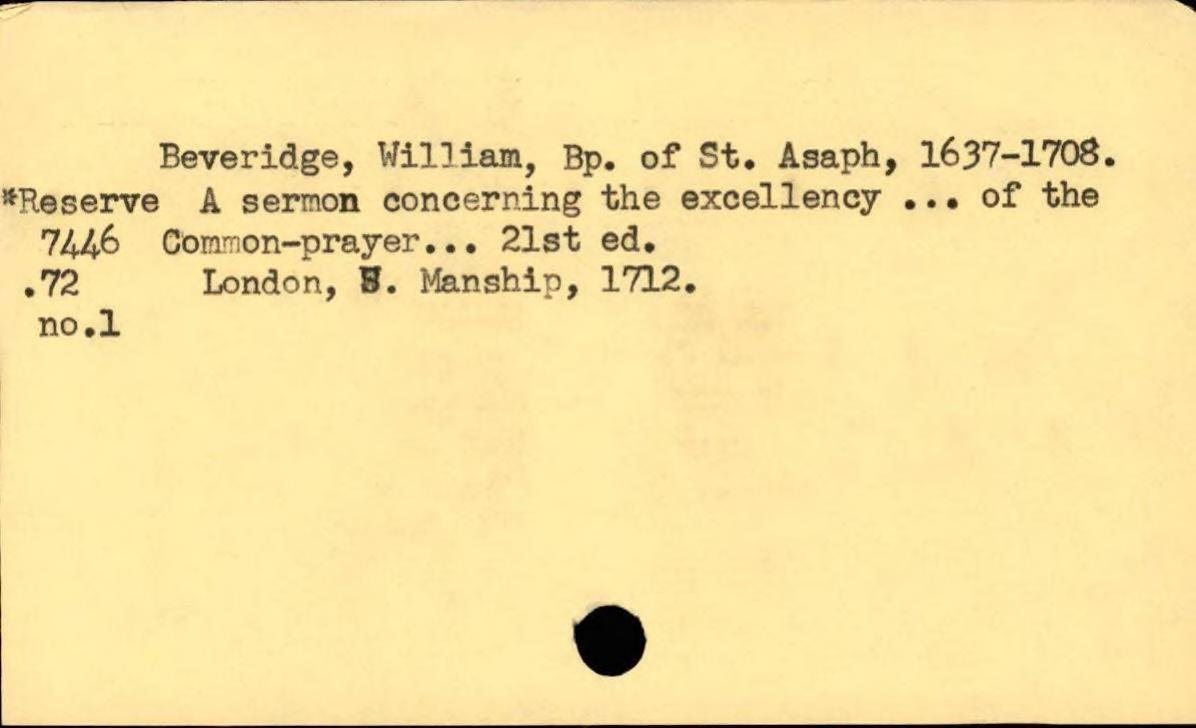 Beveridge, William, Bp. of St. Asaph, 1637-1708.
*Reserve A sermon concerning the excellency ... of the
7446 Common-prayer... 21st ed.
.72 London, S. Manship, 1712.
no.1